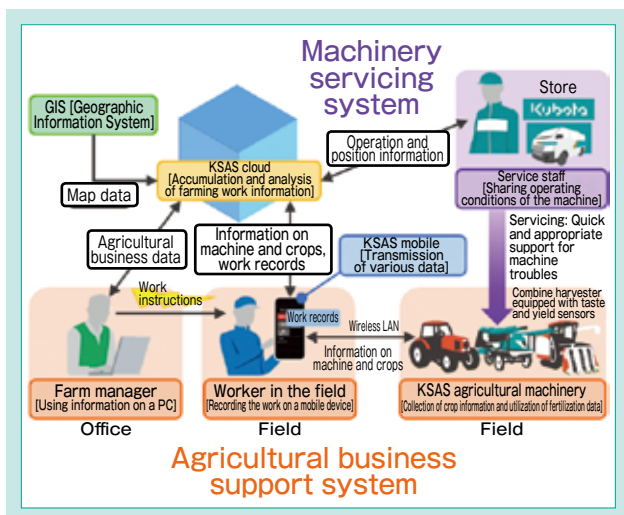 Machinery
servicing
system
Store
Kubota
GIS [Geographic
Information System]
Operation and
position information
KSAS cloud
[Accumulation and analysis
of farming work information]
Map data
Service staff
[Sharing operating
conditions of the machine]
Agricultural
business data
Information on
machine and crops,
work records
KSAS mobile
[Transmission
of various data]
Servicing: Quick
and appropriate
support for
machine
troubles
Work
instructions
Combine harvester
equipped with taste
and yield sensors
Work records
Wireless LAN
Information on
machine and crops
Farm manager
[Using information on a PC]
Worker in the field
[Recording the work on a mobile device]
KSAS agricultural machinery
[Collection of crop information and utilization of fertilization data]
Office
Field
Field
Agricultural business
support system